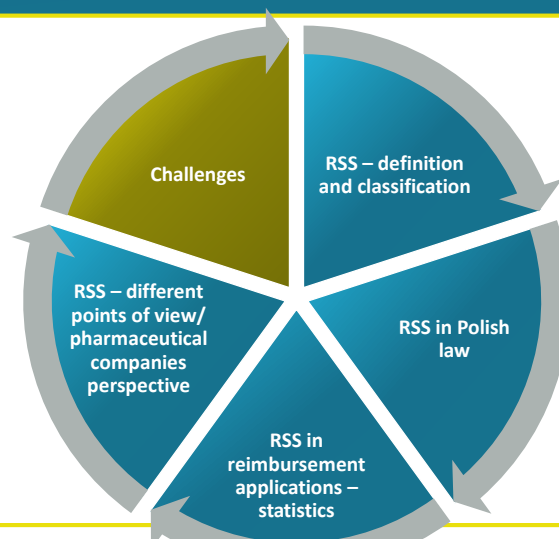 Challenges
RSS – definition
and classification
RSS – different
points of view/
pharmaceutical
companies
perspective
RSS in Polish
law
RSS in
reimbursement
applications –
statistics